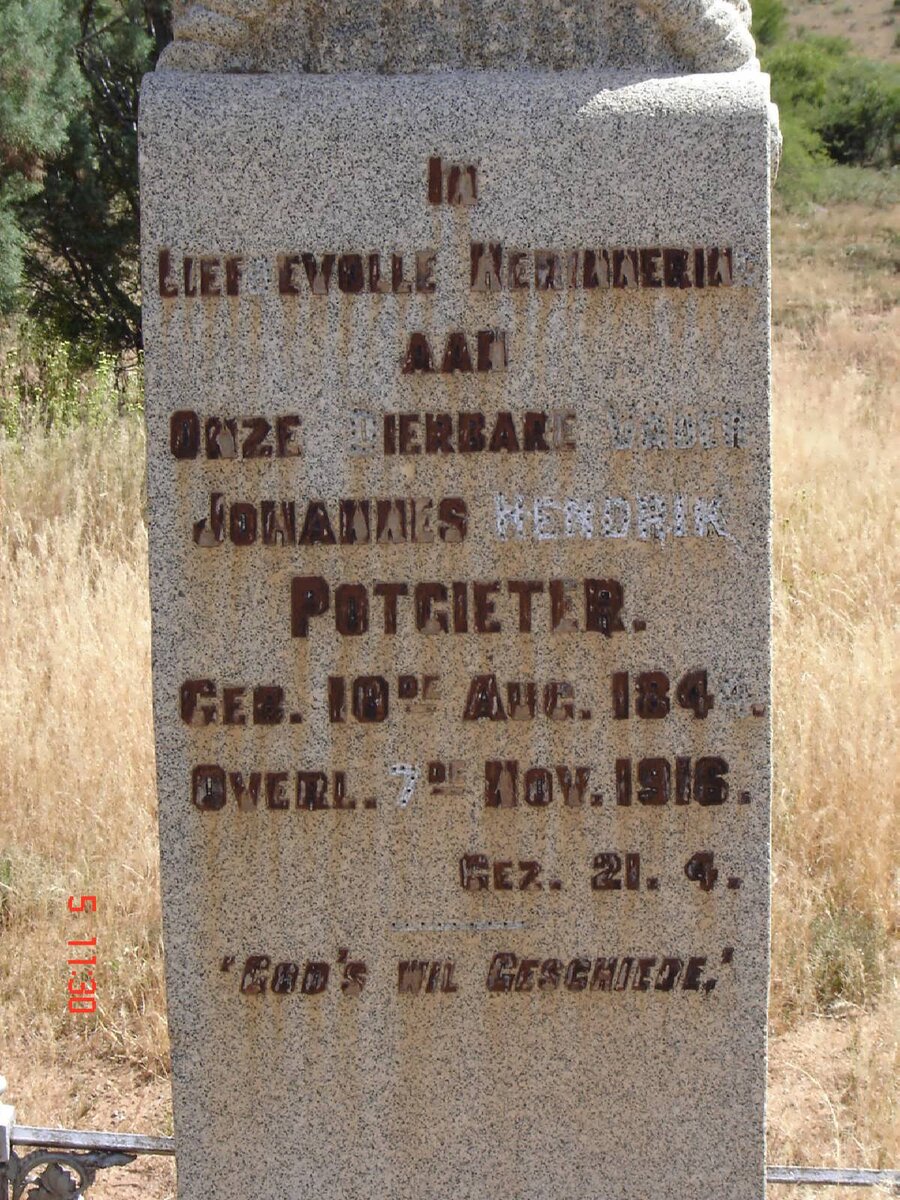 IN
LIEFDEVOLLE HERINNERING
AAN
ONZE DIERBARE VADER
JOHANNES HENDRIK
POTGIETER.
GEB. 18DE AUG.
OVERL. 7DE NOV. 1916.
GEZ. 21. 4.
'GOD'S WIL GESCHIEDE.'
5 11:30